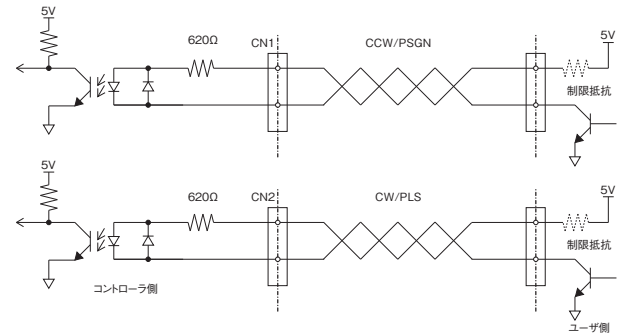 5V
620Ω
CN1
CCW/PSGN
5V
制限抵抗
5V
620Ω
CN2
CW/PLS
5V
制限抵抗
コントローラ側
ユーザ側